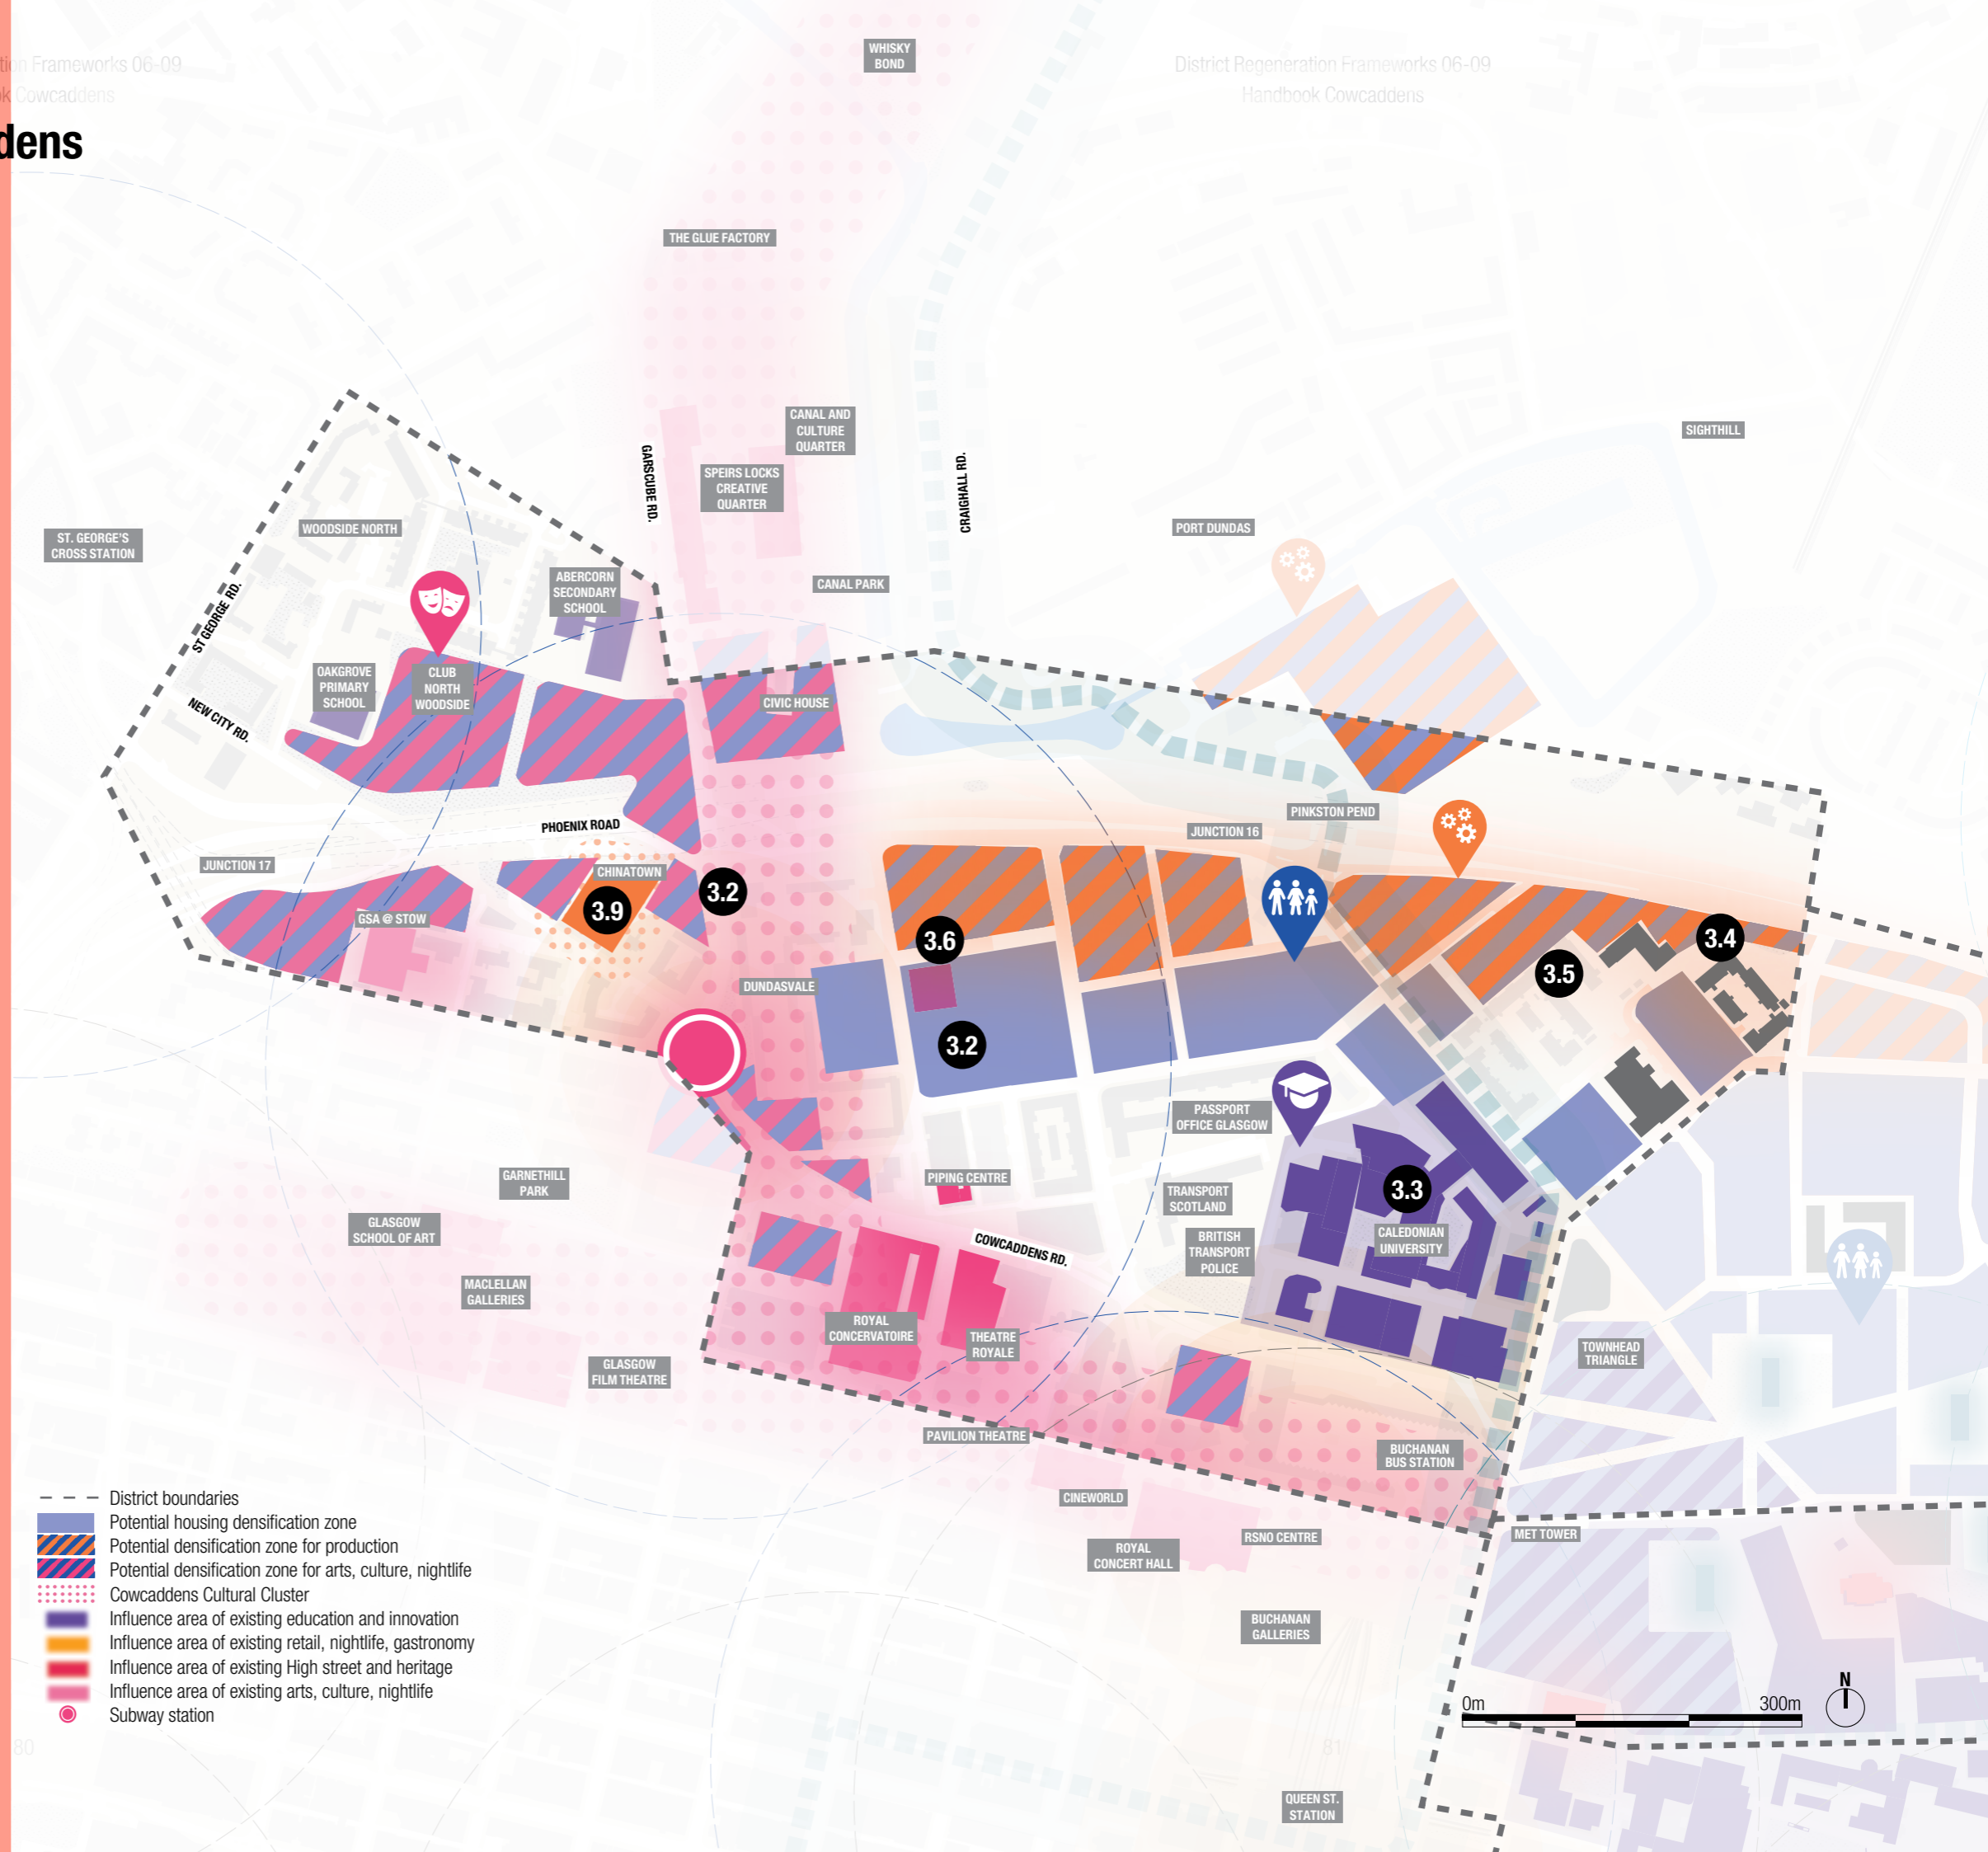 tion Frameworks 06-09
ok Cowcaddens
dens
District Regeneration Frameworks 06-09
Handbook Cowcaddens
WHISKY
BOND
THE GLUE FACTORY
CANAL AND
CULTURE
QUARTER
SIGHTHILL
GARSCUBE RD.
SPEIRS LOCKS
CREATIVE
QUARTER
CRAIGHALL RD.
WOODSIDE NORTH
PORT DUNDAS
ST. GEORGE'S
CROSS STATION
ABERCORN
SECONDARY
SCHOOL
CANAL PARK
ST GEORGE RD.
OAKGROVE
PRIMARY
SCHOOL
CLUB
NORTH
WOODSIDE
CIVIC HOUSE
NEW CITY RD.
PHOENIX ROAD
PINKSTON PEND
JUNCTION 16
JUNCTION 17
CHINATOWN
3.2
3.9
GSA @ STOW
3.6
3.4
3.5
DUNDASVALE
3.2
PASSPORT
OFFICE GLASGOW
GARNETHILL
PARK
PIPING CENTRE
TRANSPORT
SCOTLAND
3.3
GLASGOW
SCHOOL OF ART
CALEDONIAN
UNIVERSITY
COWCADDENS RD.
BRITISH
TRANSPORT
POLICE
MACLELLAN
GALLERIES
ROYAL
CONCERVATOIRE
THEATRE
ROYALE
TOWNHEAD
TRIANGLE
GLASGOW
FILM THEATRE
PAVILION THEATRE
BUCHANAN
BUS STATION
CINEWORLD
RSNO CENTRE
MET TOWER
ROYAL
CONCERT HALL
BUCHANAN
GALLERIES
QUEEN ST.
STATION
District boundaries
Potential housing densification zone
Potential densification zone for production
Potential densification zone for arts, culture, nightlife
Cowcaddens Cultural Cluster
Influence area of existing education and innovation
Influence area of existing retail, nightlife, gastronomy
Influence area of existing High street and heritage
Influence area of existing arts, culture, nightlife
Subway station
0m
300m
N
80
81